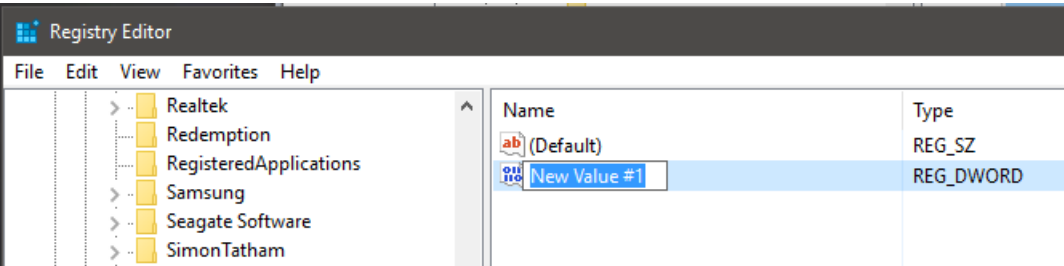 Registry Editor
File Edit View Favorites Help
Realtek
Redemption
RegisteredApplications
Samsung
Seagate Software
SimonTatham
Name Type
ab (Default) REG_SZ
New Value #1 REG_DWORD